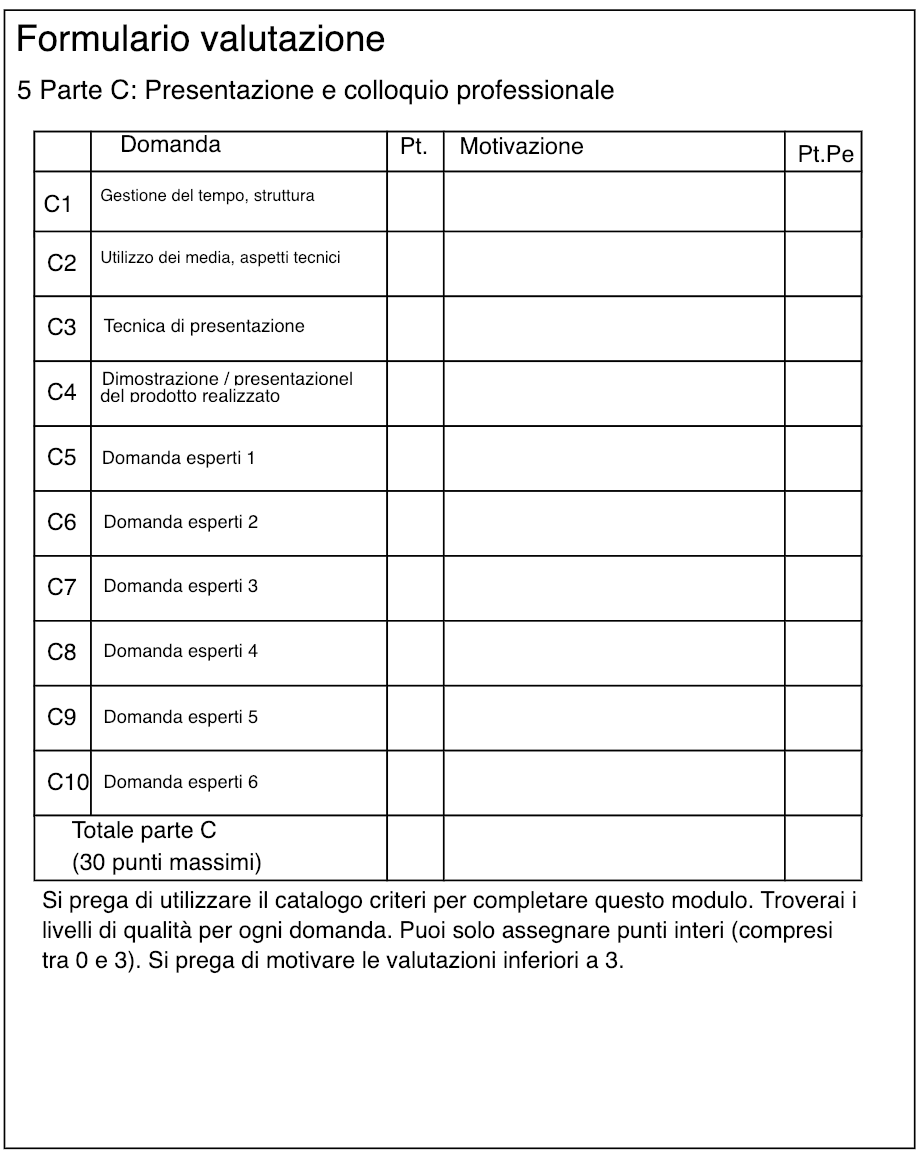 Formulario valutazione
5 Parte C: Presentazione e colloquio professionale
Domanda Pt. Motivazione Pt.Pe
C1 Gestione del tempo, struttura
C2 Utilizzo dei media, aspetti tecnici
C3 Tecnica di presentazione
C4 Dimostrazione / presentazionel
del prodotto realizzato
C5 Domanda esperti 1
C6 Domanda esperti 2
C7 Domanda esperti 3
C8 Domanda esperti 4
C9 Domanda esperti 5
C10 Domanda esperti 6
Totale parte C
(30 punti massimi)
Si prega di utilizzare il catalogo criteri per completare questo modulo. Troverai i
livelli di qualità per ogni domanda. Puoi solo assegnare punti interi (compresi
tra 0 e 3). Si prega di motivare le valutazioni inferiori a 3.